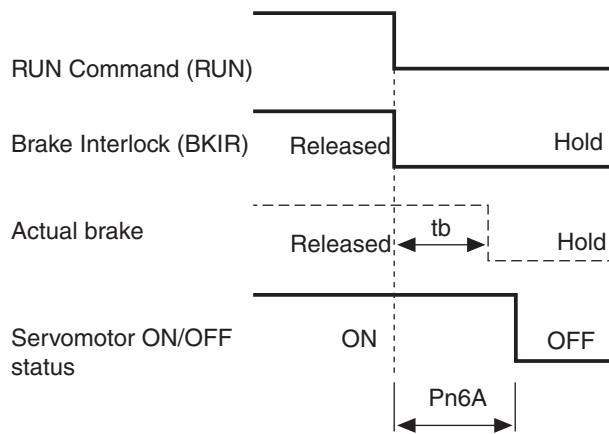 RUN Command (RUN)
Brake Interlock (BKIR)
Released
Hold
Actual brake
Released
tb
Hold
Servomotor ON/OFF
status
ON
OFF
Pn6A